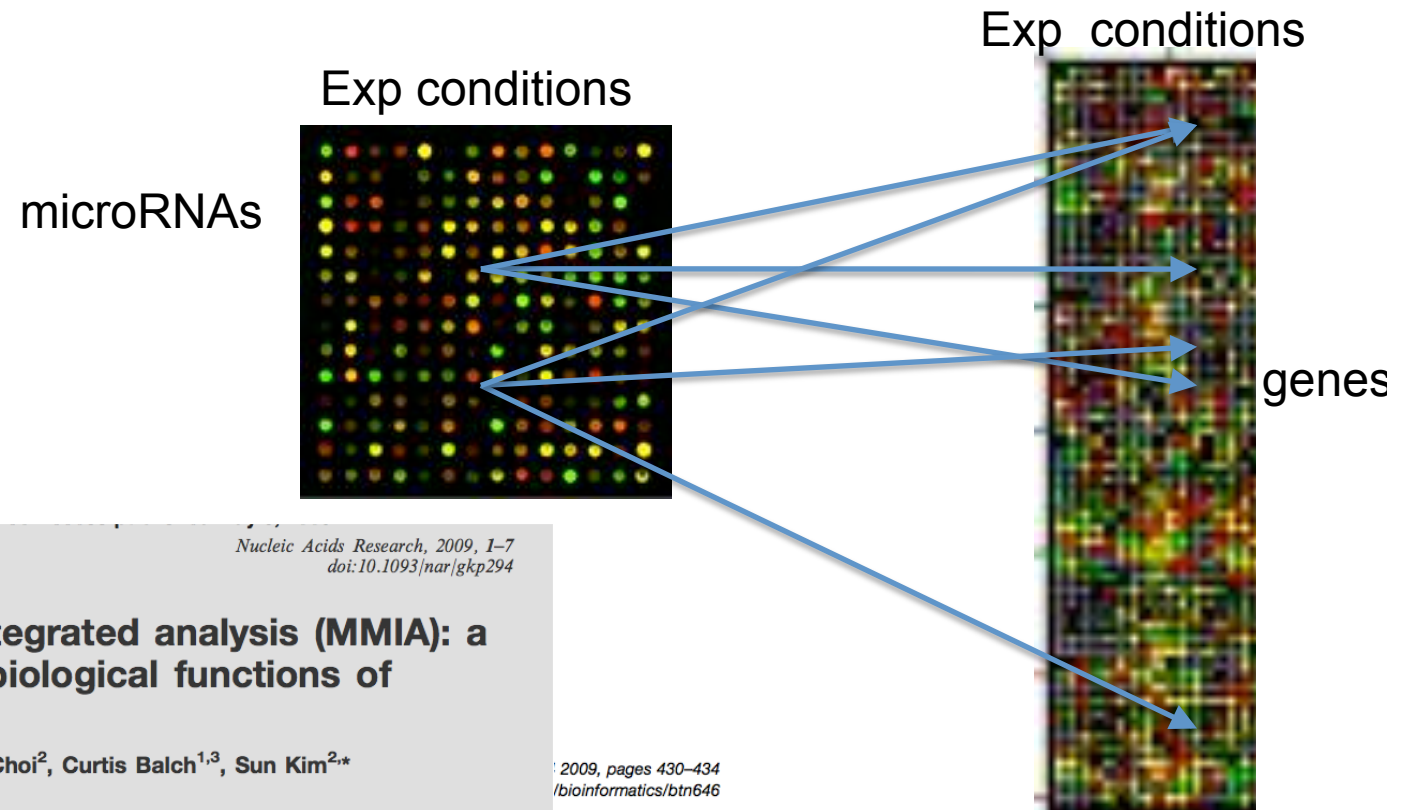 Exp conditions
Exp conditions
microRNAs
genes
Nucleic Acids Research, 2009, 1–7
doi:10.1093/nar/gkp294
tegrated analysis (MMIA): a
biological functions of
Choi2, Curtis Balch1,3, Sun Kim2,*
2009, pages 430–434
/bioinformatics/btn646